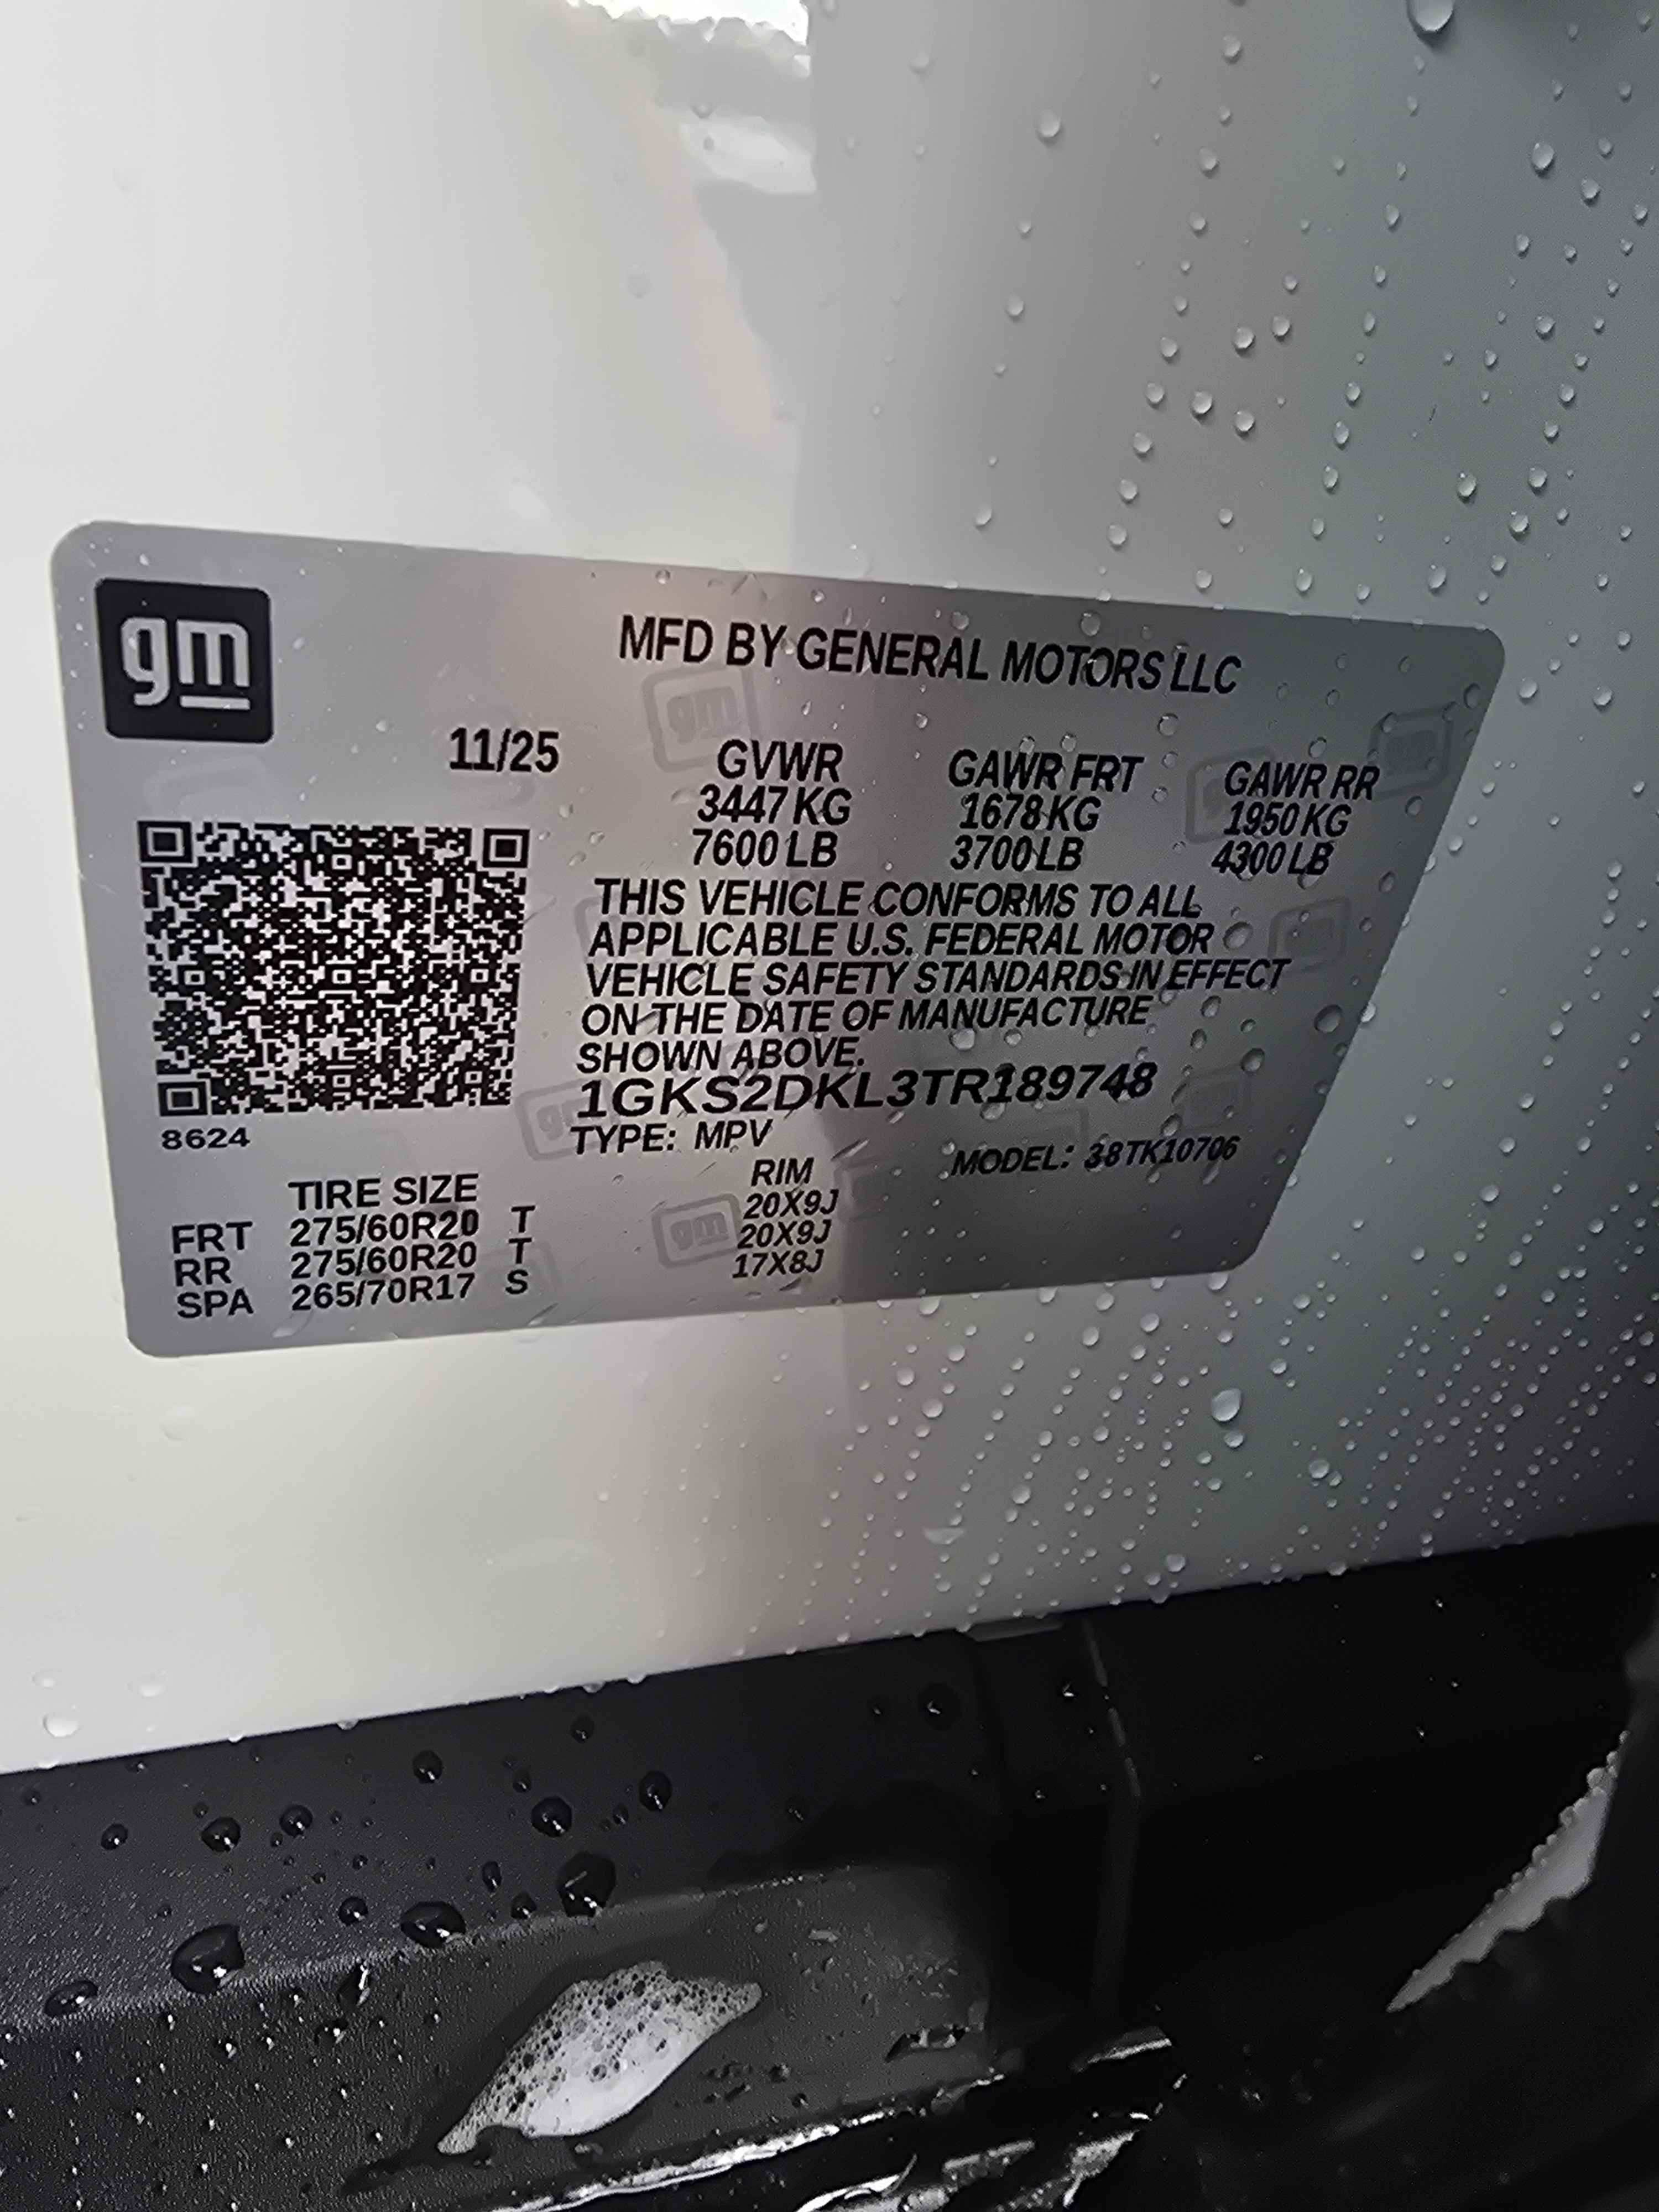 gm
MFD BY GENERAL MOTORS LLC
11/25
GVWR GAWR FRT GAWR RR
3447 KG 1678 KG 1950 KG
7600 LB 3700 LB 4300 LB
THIS VEHICLE CONFORMS TO ALL
APPLICABLE U.S. FEDERAL MOTOR
VEHICLE SAFETY STANDARDS IN EFFECT
ON THE DATE OF MANUFACTURE
SHOWN ABOVE.
1GKS2DKL3TR189748
8624
TYPE: MPV MODEL: 38TK10706
TIRE SIZE RIM
FRT 275/60R20 T 20X9J
RR 275/60R20 T 20X9J
SPA 265/70R17 S 17X8J